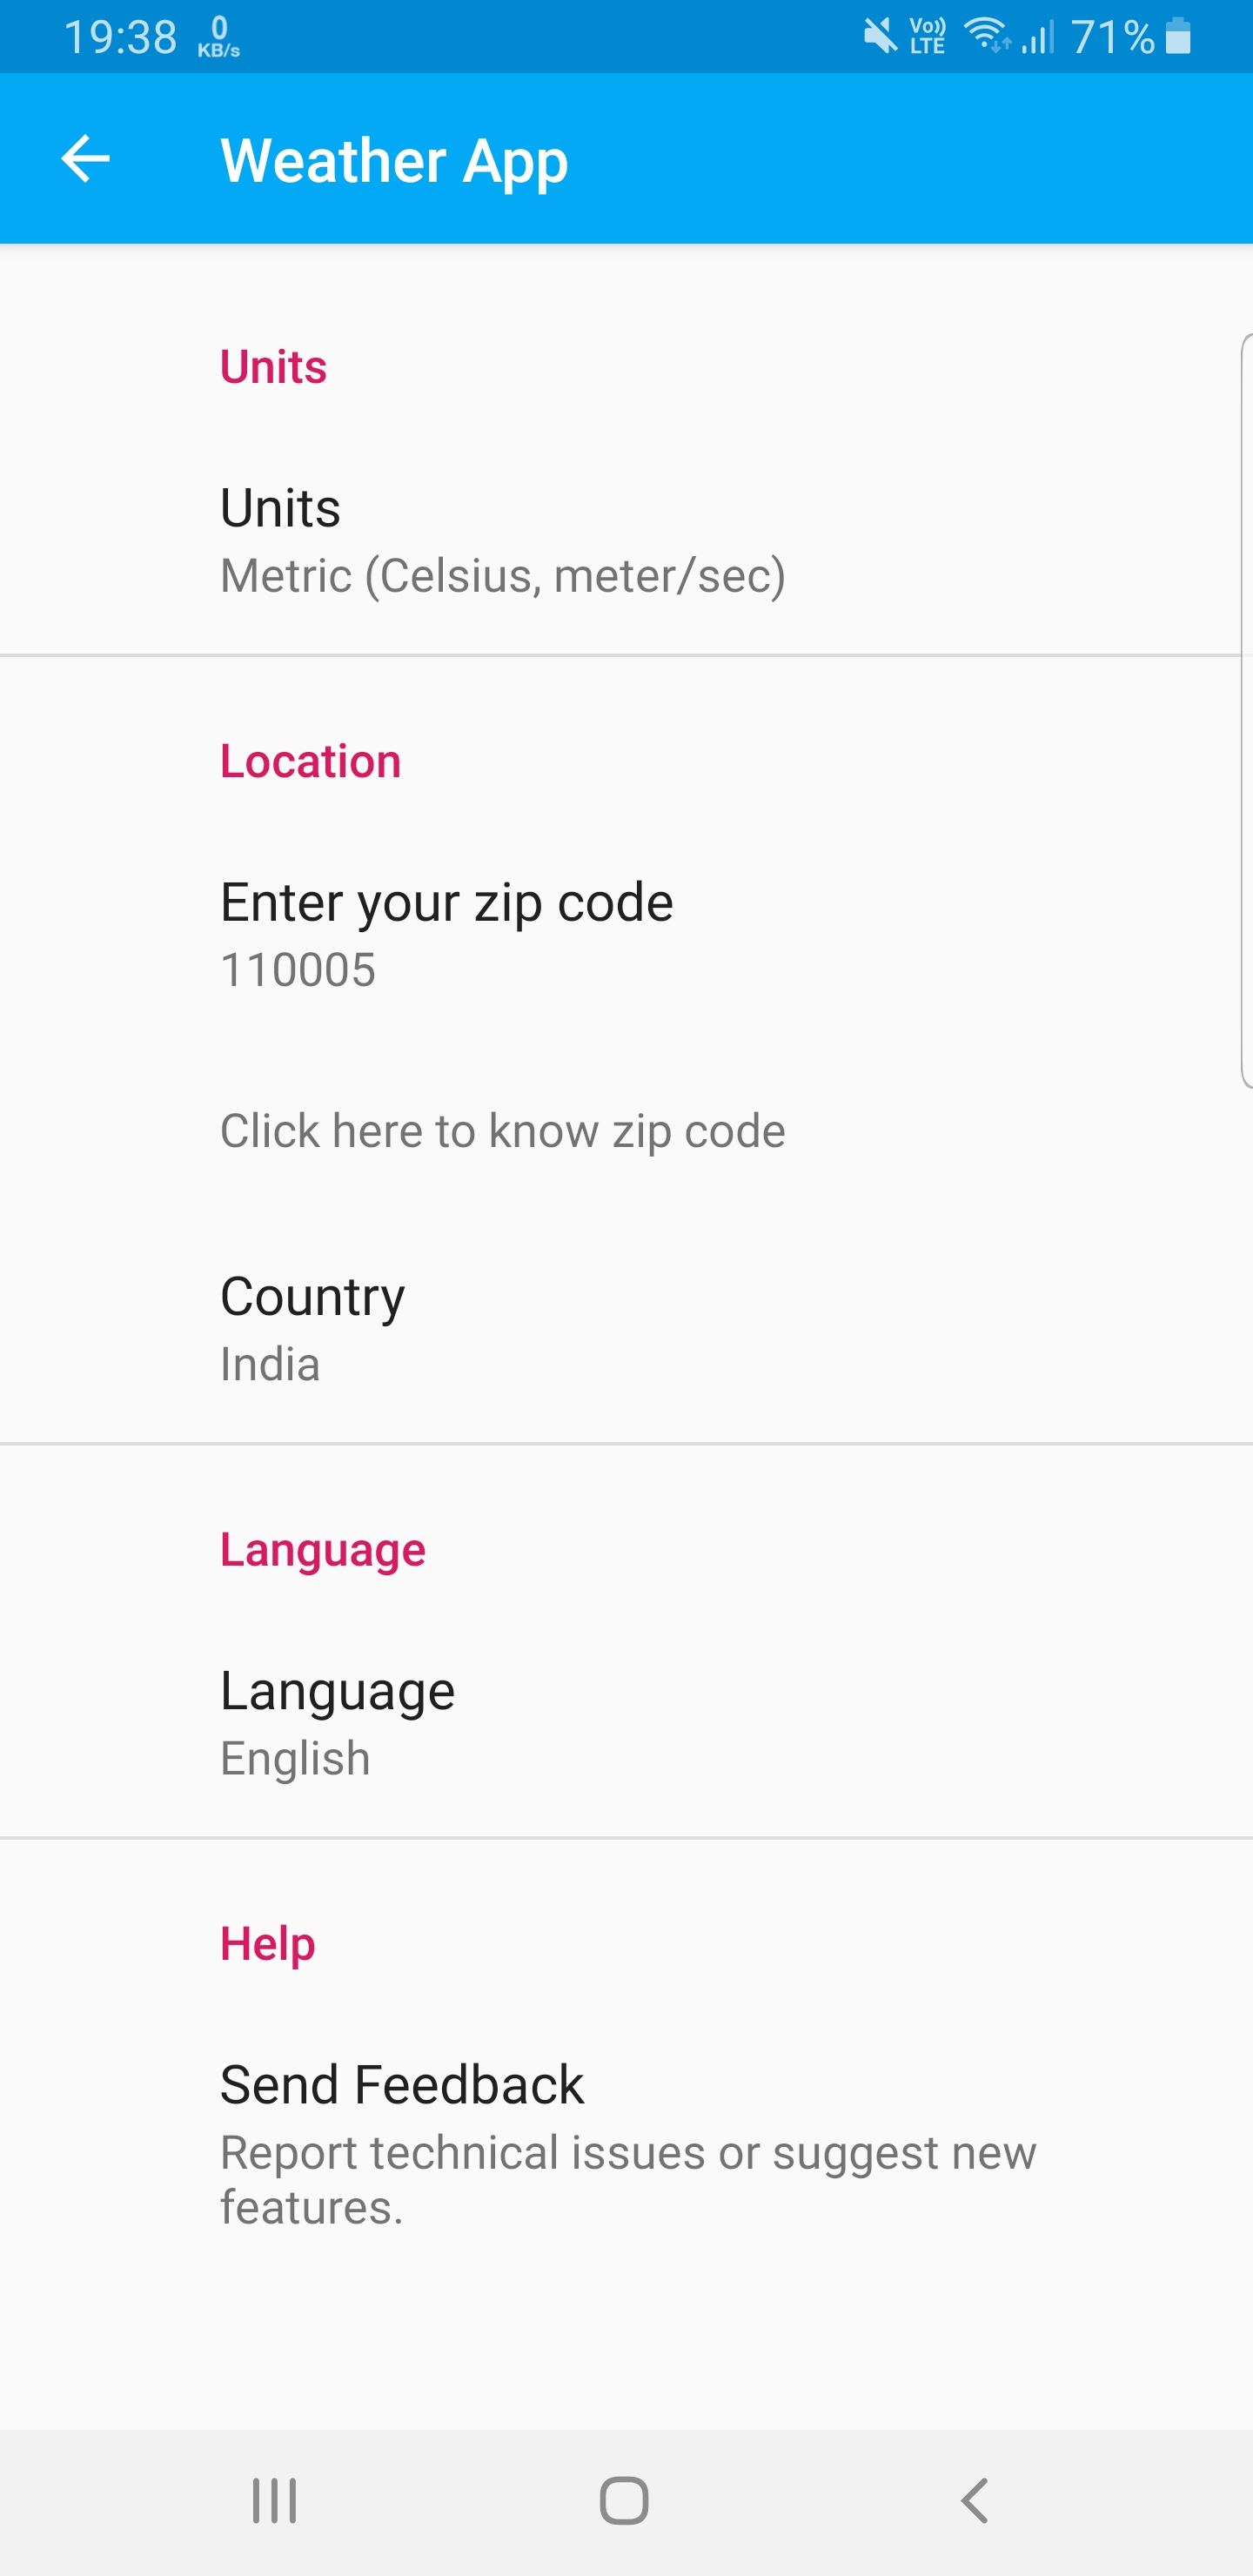 19:38 0 KB/s Vo)) LTE 71%
Weather App
Units
Units
Metric (Celsius, meter/sec)
Location
Enter your zip code
110005
Click here to know zip code
Country
India
Language
Language
English
Help
Send Feedback
Report technical issues or suggest new
features.